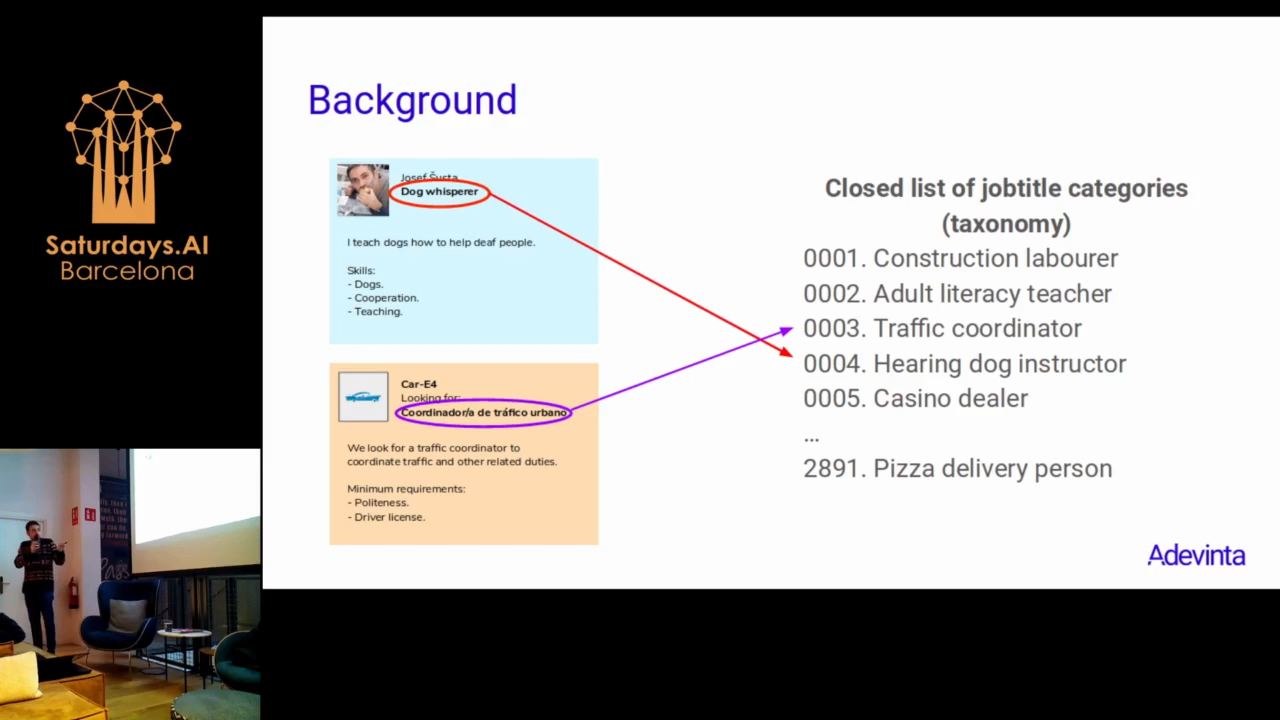 Saturdays.AI
Barcelona
Background
Josef Šusta
Dog whisperer
I teach dogs how to help deaf people.
Skills:
- Dogs.
- Cooperation.
- Teaching.
Car-E4
Looking for:
Coordinador/a de tráfico urbano
We look for a traffic coordinator to
coordinate traffic and other related duties.
Minimum requirements:
- Politeness.
- Driver license.
Closed list of jobtitle categories
(taxonomy)
0001. Construction labourer
0002. Adult literacy teacher
0003. Traffic coordinator
0004. Hearing dog instructor
0005. Casino dealer
...
2891. Pizza delivery person
Adevinta